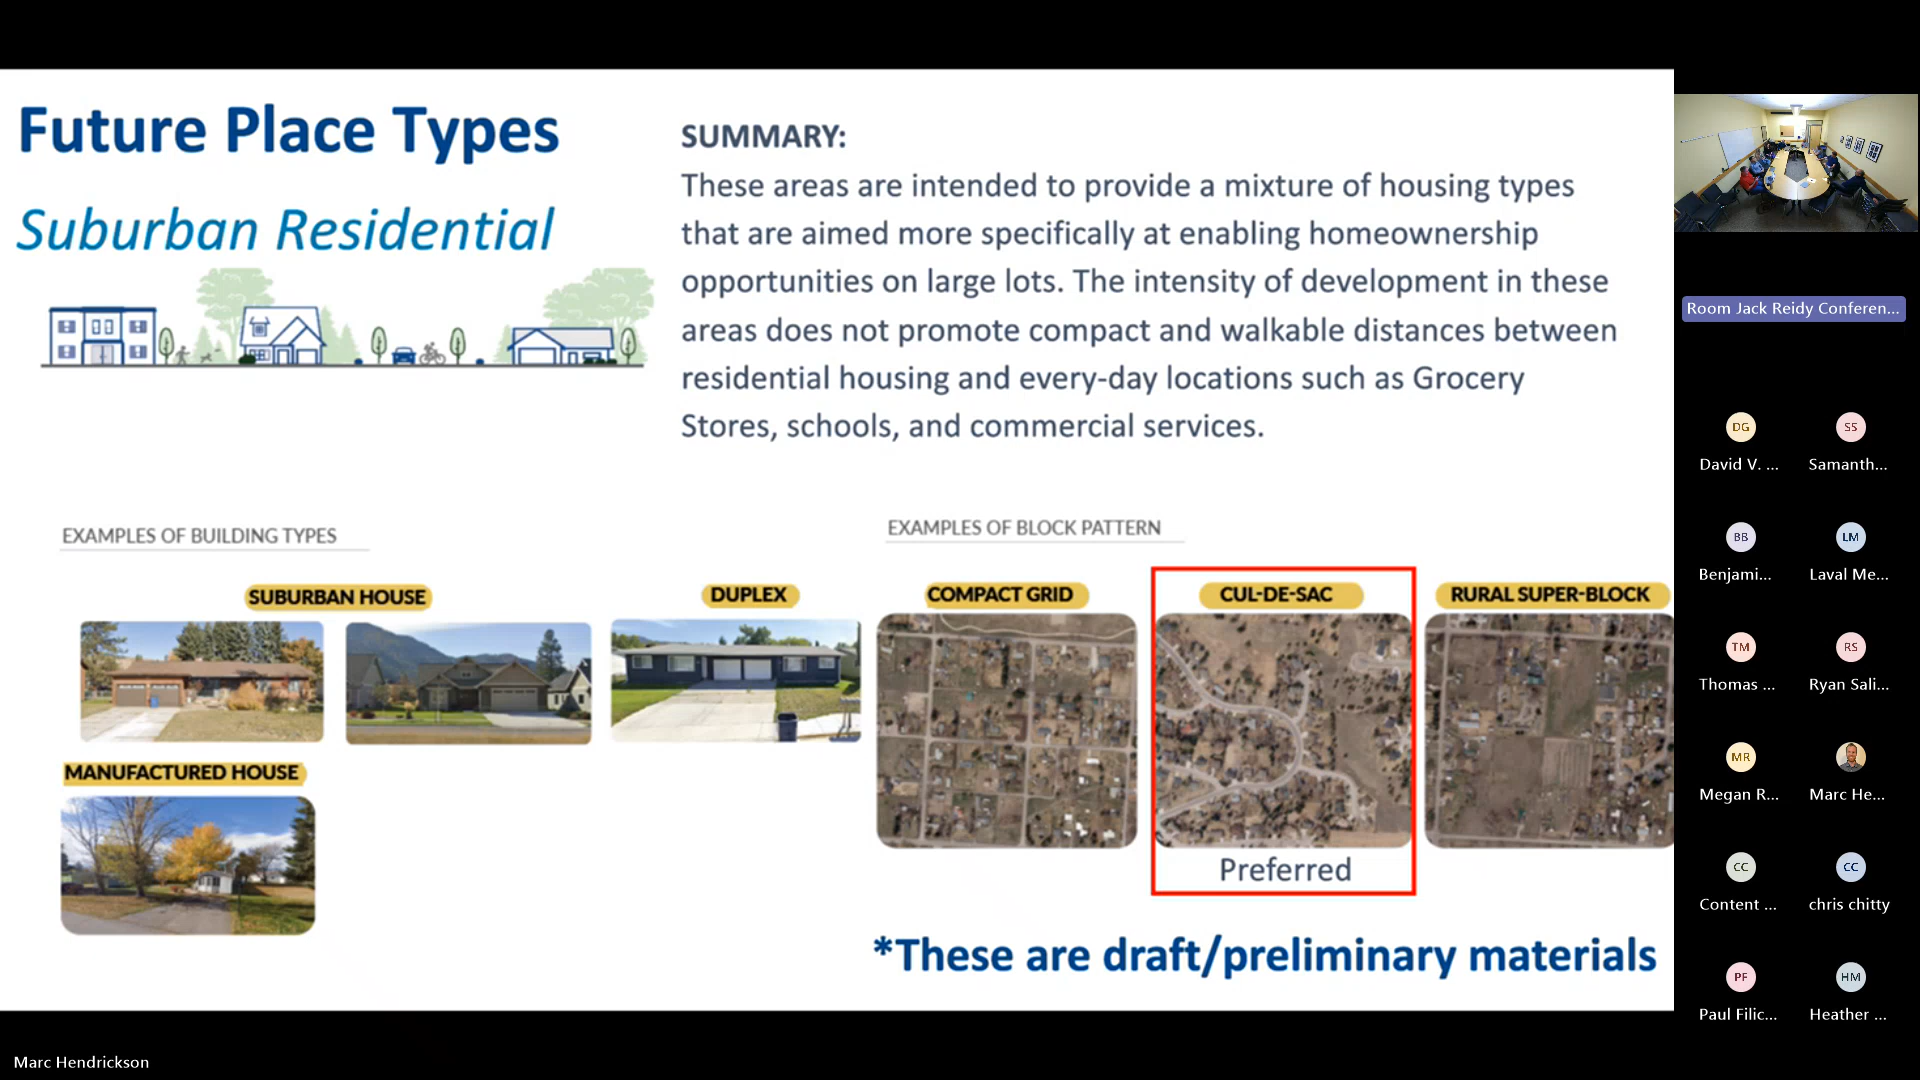 Future Place Types
Suburban Residential
SUMMARY:
These areas are intended to provide a mixture of housing types
that are aimed more specifically at enabling homeownership
opportunities on large lots. The intensity of development in these
areas does not promote compact and walkable distances between
residential housing and every-day locations such as Grocery
Stores, schools, and commercial services.
EXAMPLES OF BUILDING TYPES
SUBURBAN HOUSE
DUPLEX
MANUFACTURED HOUSE
EXAMPLES OF BLOCK PATTERN
COMPACT GRID
CUL-DE-SAC
RURAL SUPER-BLOCK
Preferred
*These are draft/preliminary materials
Room Jack Reidy Conferen...
DG
David V. ...
SS
Samanth...
BB
Benjami...
LM
Laval Me...
TM
Thomas ...
RS
Ryan Sali...
MR
Megan R...
Marc He...
CC
Content ...
CC
chris chitty
PF
Paul Filic...
HM
Heather ...
Marc Hendrickson